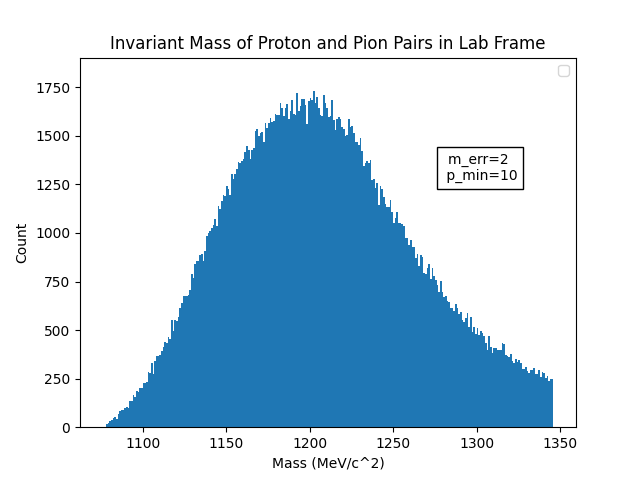 Invariant Mass of Proton and Pion Pairs in Lab Frame
1750
1500
1250
1000
750
500
250
0
Count
m_err=2
p_min=10
1100 1150 1200 1250 1300 1350
Mass (MeV/c^2)